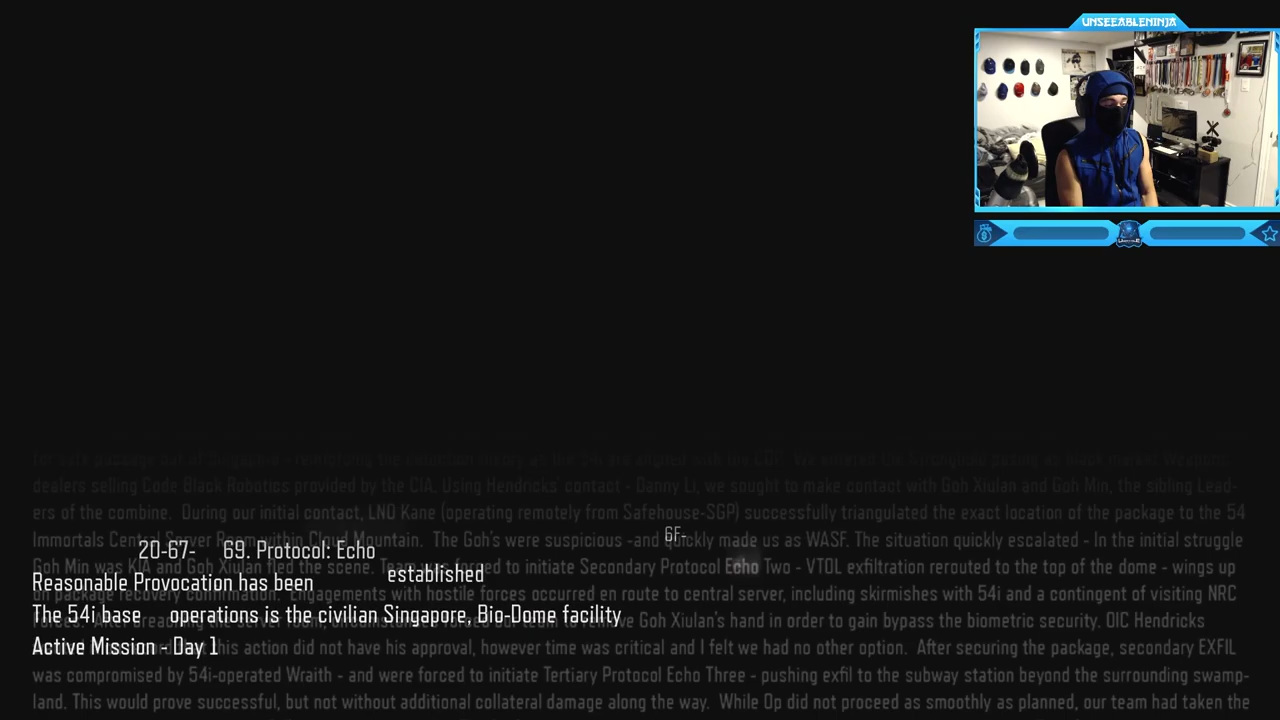 UNSEEABLENINJA
dealers selling Code Black Robotics provided by the CIA. Using Hendricks' contact - Danny Li, we sought to make contact with Goh Xiulan and Goh Min, the sibling Lead-
ers of the combine. During our initial contact, LNO Kane (operating remotely from Safehouse-SGP) successfully triangulated the exact location of the package to the 54
Immortals Central Server Room within Cloud Mountain. The Goh's were suspicious -and quickly made us as WASF. The situation quickly escalated - In the initial struggle
6F-
20-67- 69. Protocol: Echo
Goh Min was KIA and Goh Xiulan fled the scene. Team forced to initiate Secondary Protocol Echo Two - VTOL exfiltration rerouted to the top of the dome - wings up
established
Reasonable Provocation has been
on package recovery confirmation. Engagements with hostile forces occurred en route to central server, including skirmishes with 54i and a contingent of visiting NRC
The 54i base operations is the civilian Singapore, Bio-Dome facility
remove Goh Xiulan's hand in order to gain bypass the biometric security. OIC Hendricks
Active Mission - Day 1
this action did not have his approval, however time was critical and I felt we had no other option. After securing the package, secondary EXFIL
was compromised by 54i-operated Wraith - and were forced to initiate Tertiary Protocol Echo Three - pushing exfil to the subway station beyond the surrounding swamp-
land. This would prove successful, but not without additional collateral damage along the way. While Op did not proceed as smoothly as planned, our team had taken the